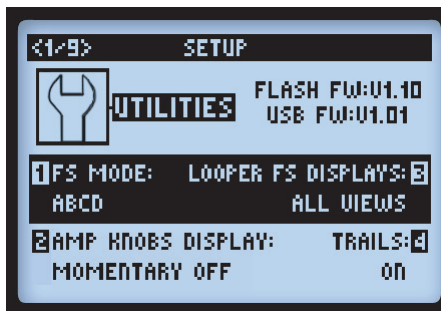 <1/9> SETUP
UTILITIES
FLASH FW:V1.10
USB FW:V1.01
1 FS MODE: LOOPER FS DISPLAYS: 3
ABCD ALL VIEWS
2 AMP KNOBS DISPLAY: TRAILS: 4
MOMENTARY OFF ON